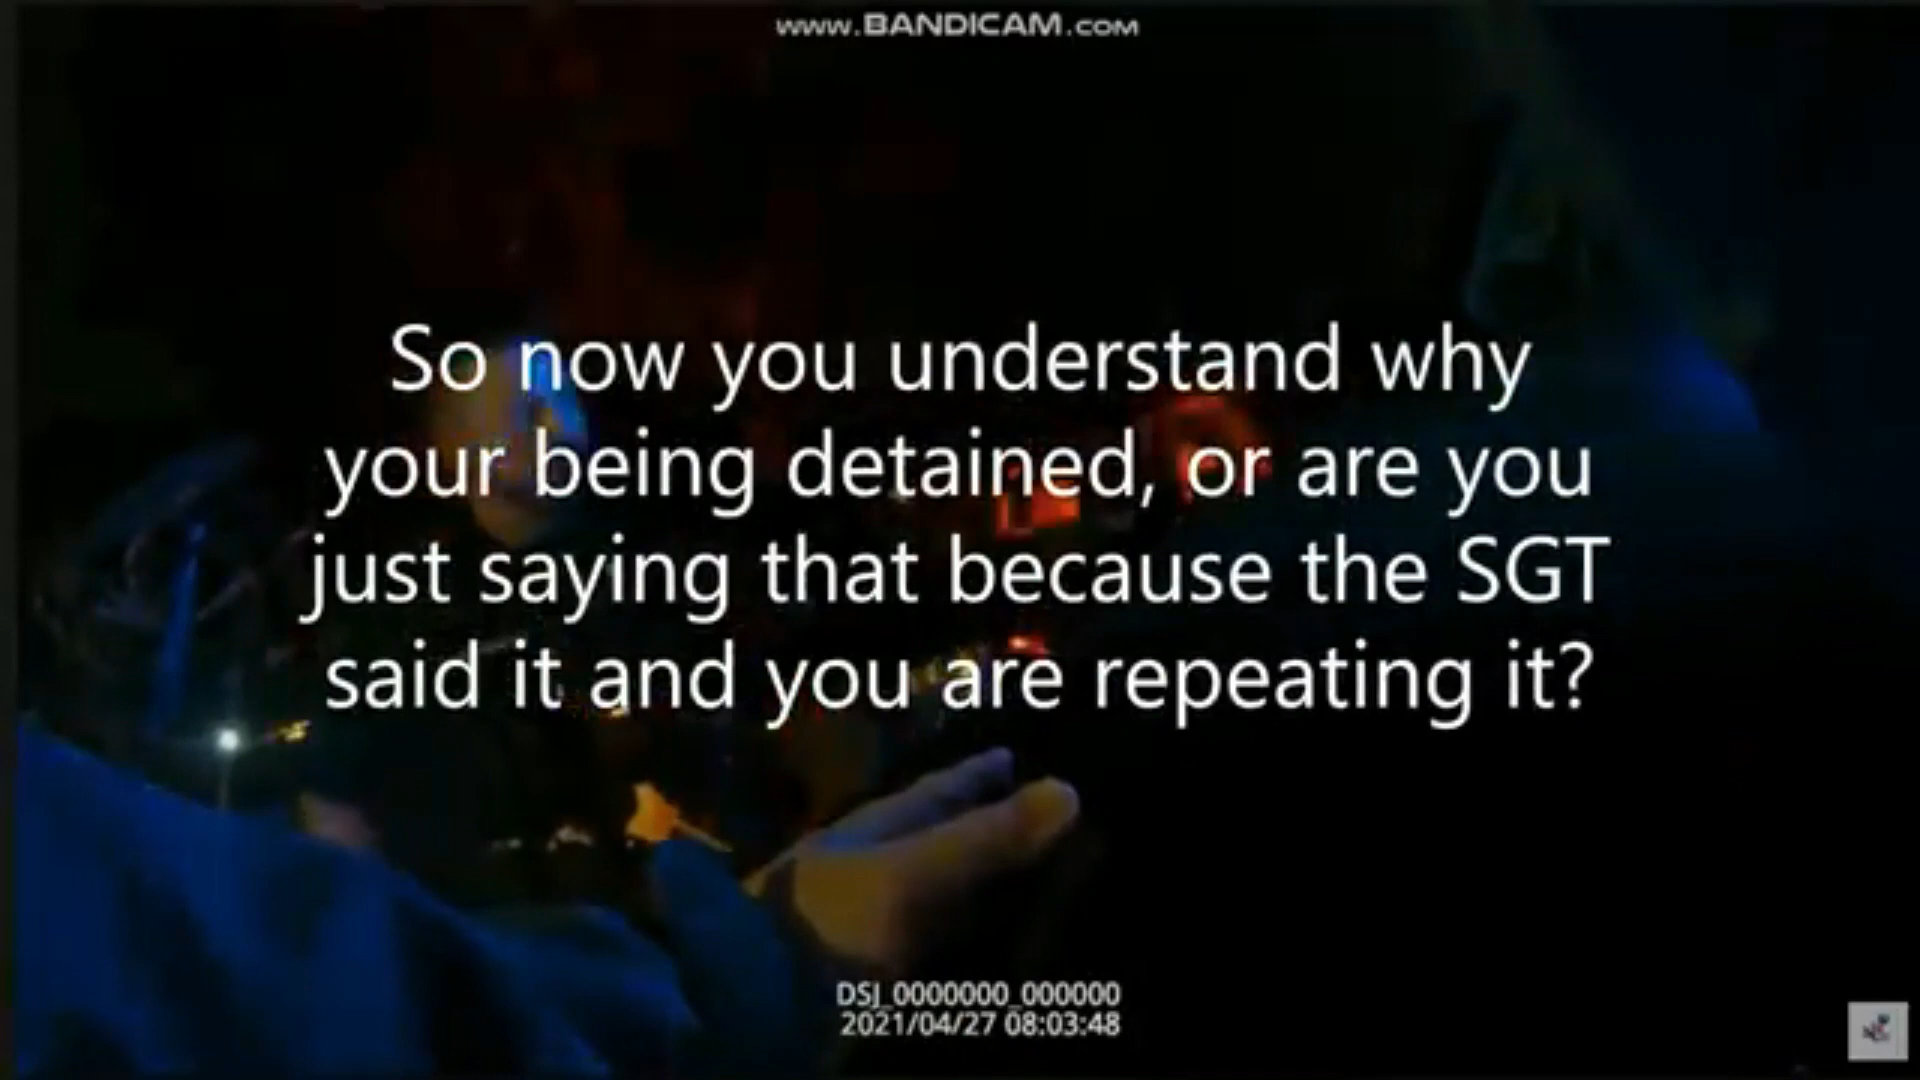 www.BANDICAM.COM
So now you understand why
your being detained, or are you
just saying that because the SGT
said it and you are repeating it?
DSJ_0000000_000000
2021/04/27 08:03:48